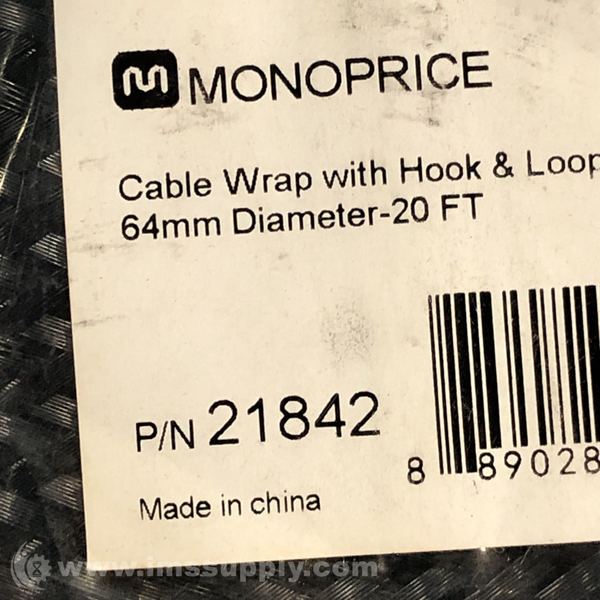 MONOPRICE
Cable Wrap with Hook & Loop
64mm Diameter-20 FT
P/N 21842
8 89028
Made in china
www.imssupply.com